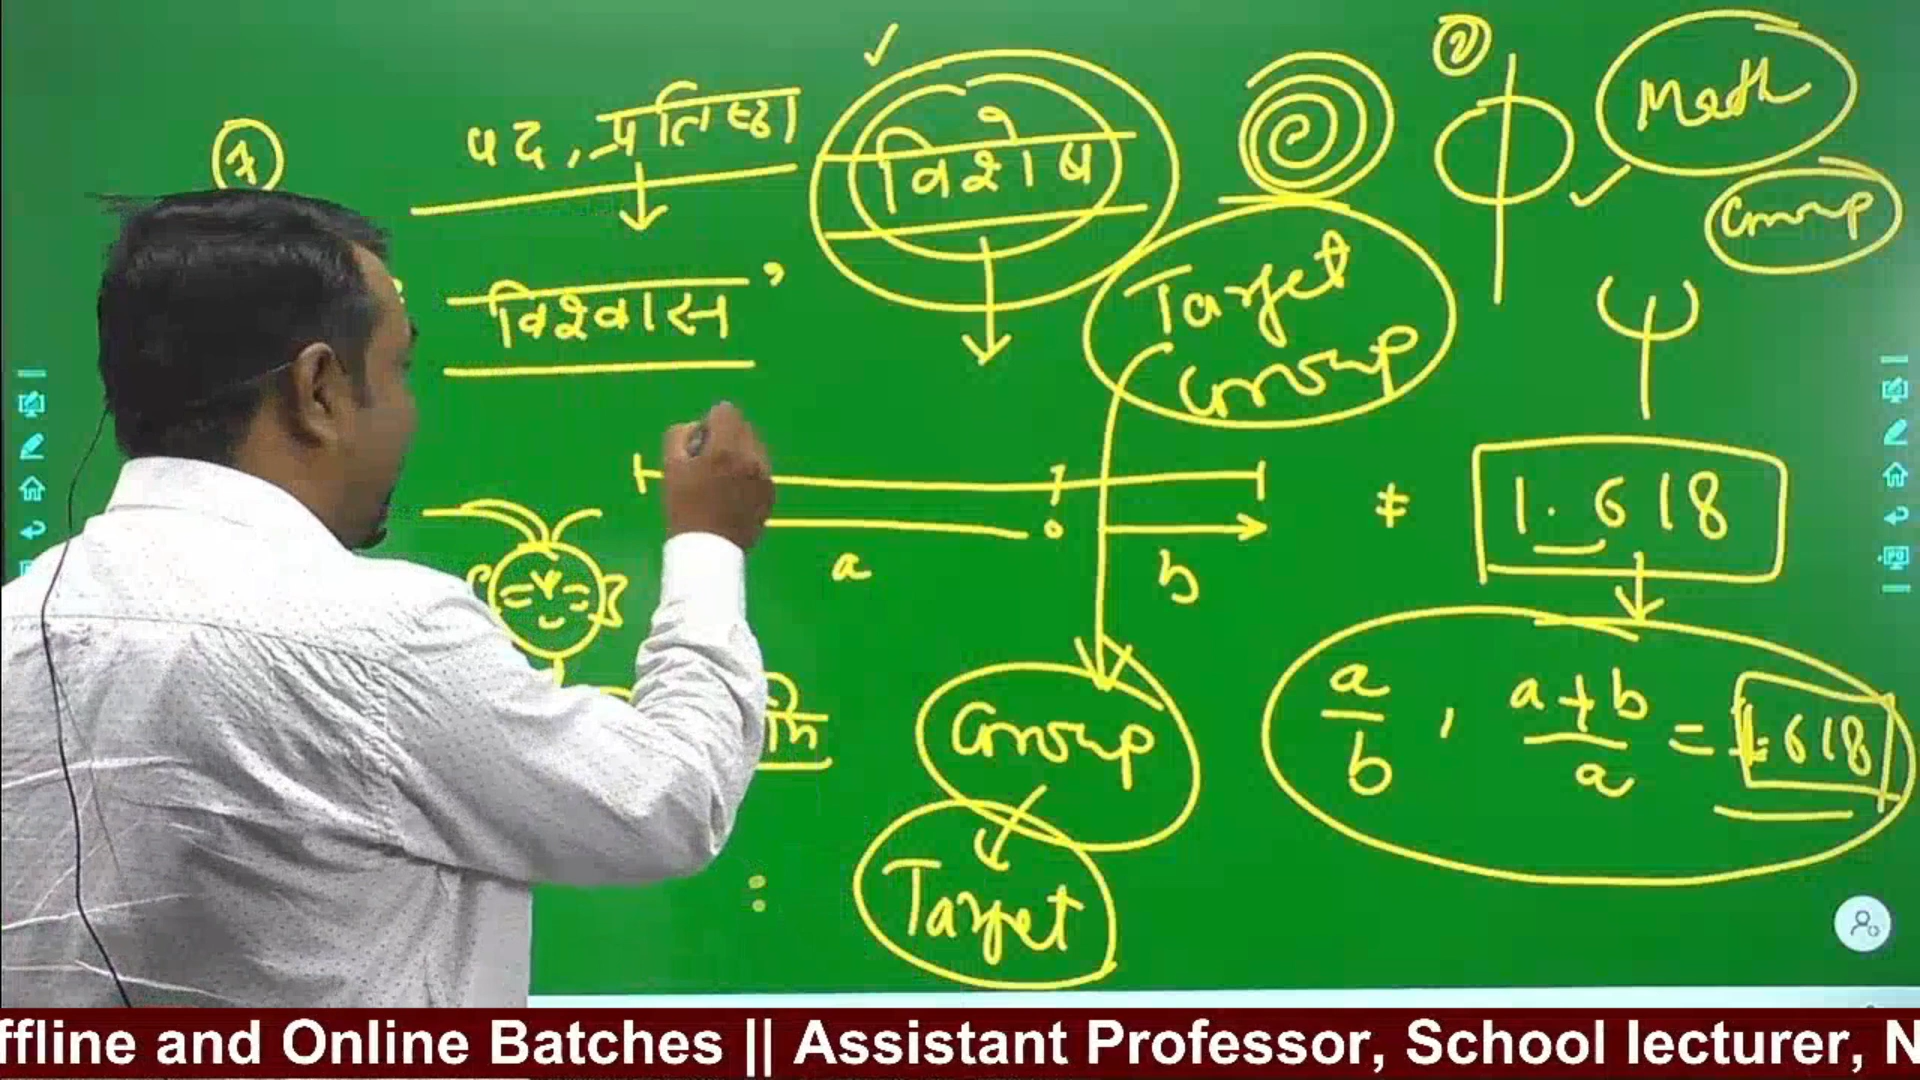 पद, प्रतिष्ठा
विशेष
Math
Group
विश्वास,
Target
Group
1.618
a
b
a/b, a+b/a = 1.618
Group
Target
ffline and Online Batches || Assistant Professor, School lecturer, N